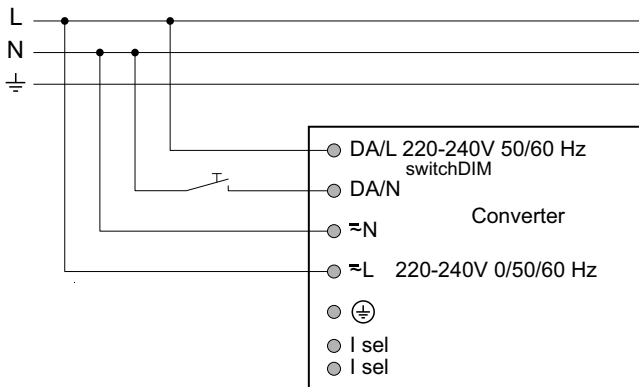 L
N
DA/L 220-240V 50/60 Hz
switchDIM
DA/N
Converter
≂N
≂L 220-240V 0/50/60 Hz
I sel
I sel